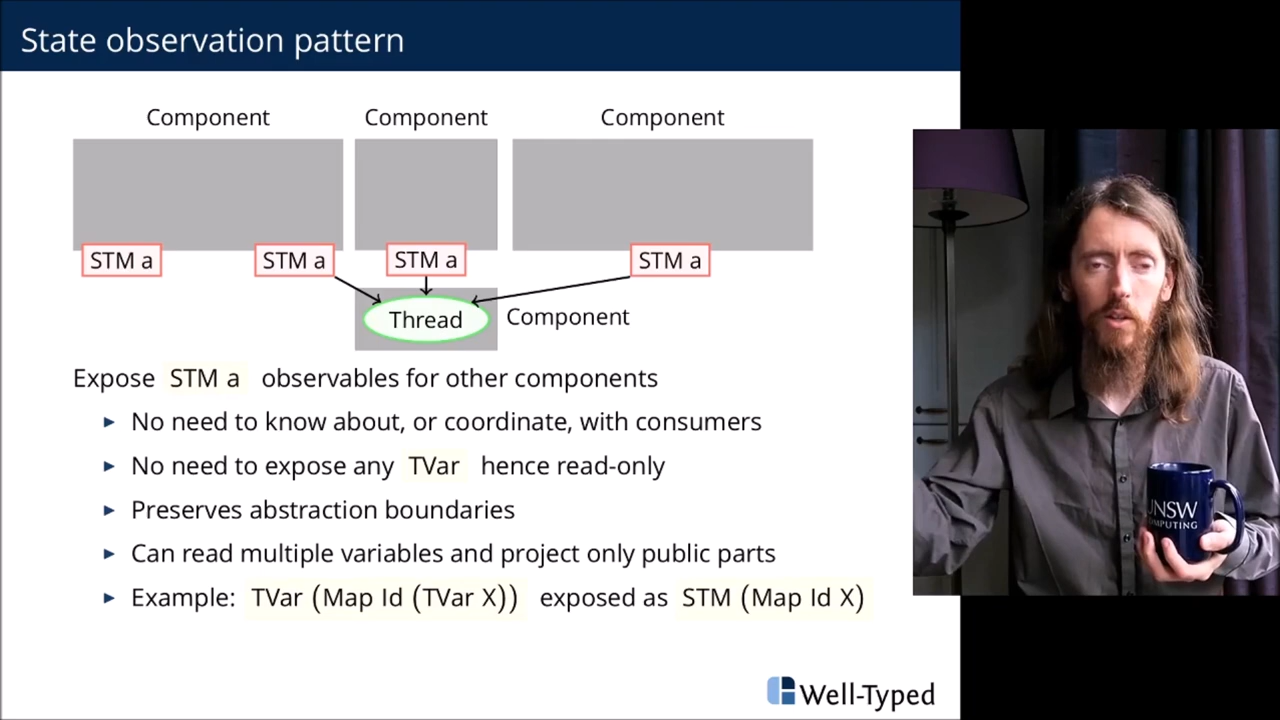 State observation pattern
Component Component Component
STM a STM a STM a STM a
Thread Component
Expose STM a observables for other components
No need to know about, or coordinate, with consumers
No need to expose any TVar hence read-only
Preserves abstraction boundaries
Can read multiple variables and project only public parts
Example: TVar (Map Id (TVar X)) exposed as STM (Map Id X)
Well-Typed
UNSW
COMPUTING